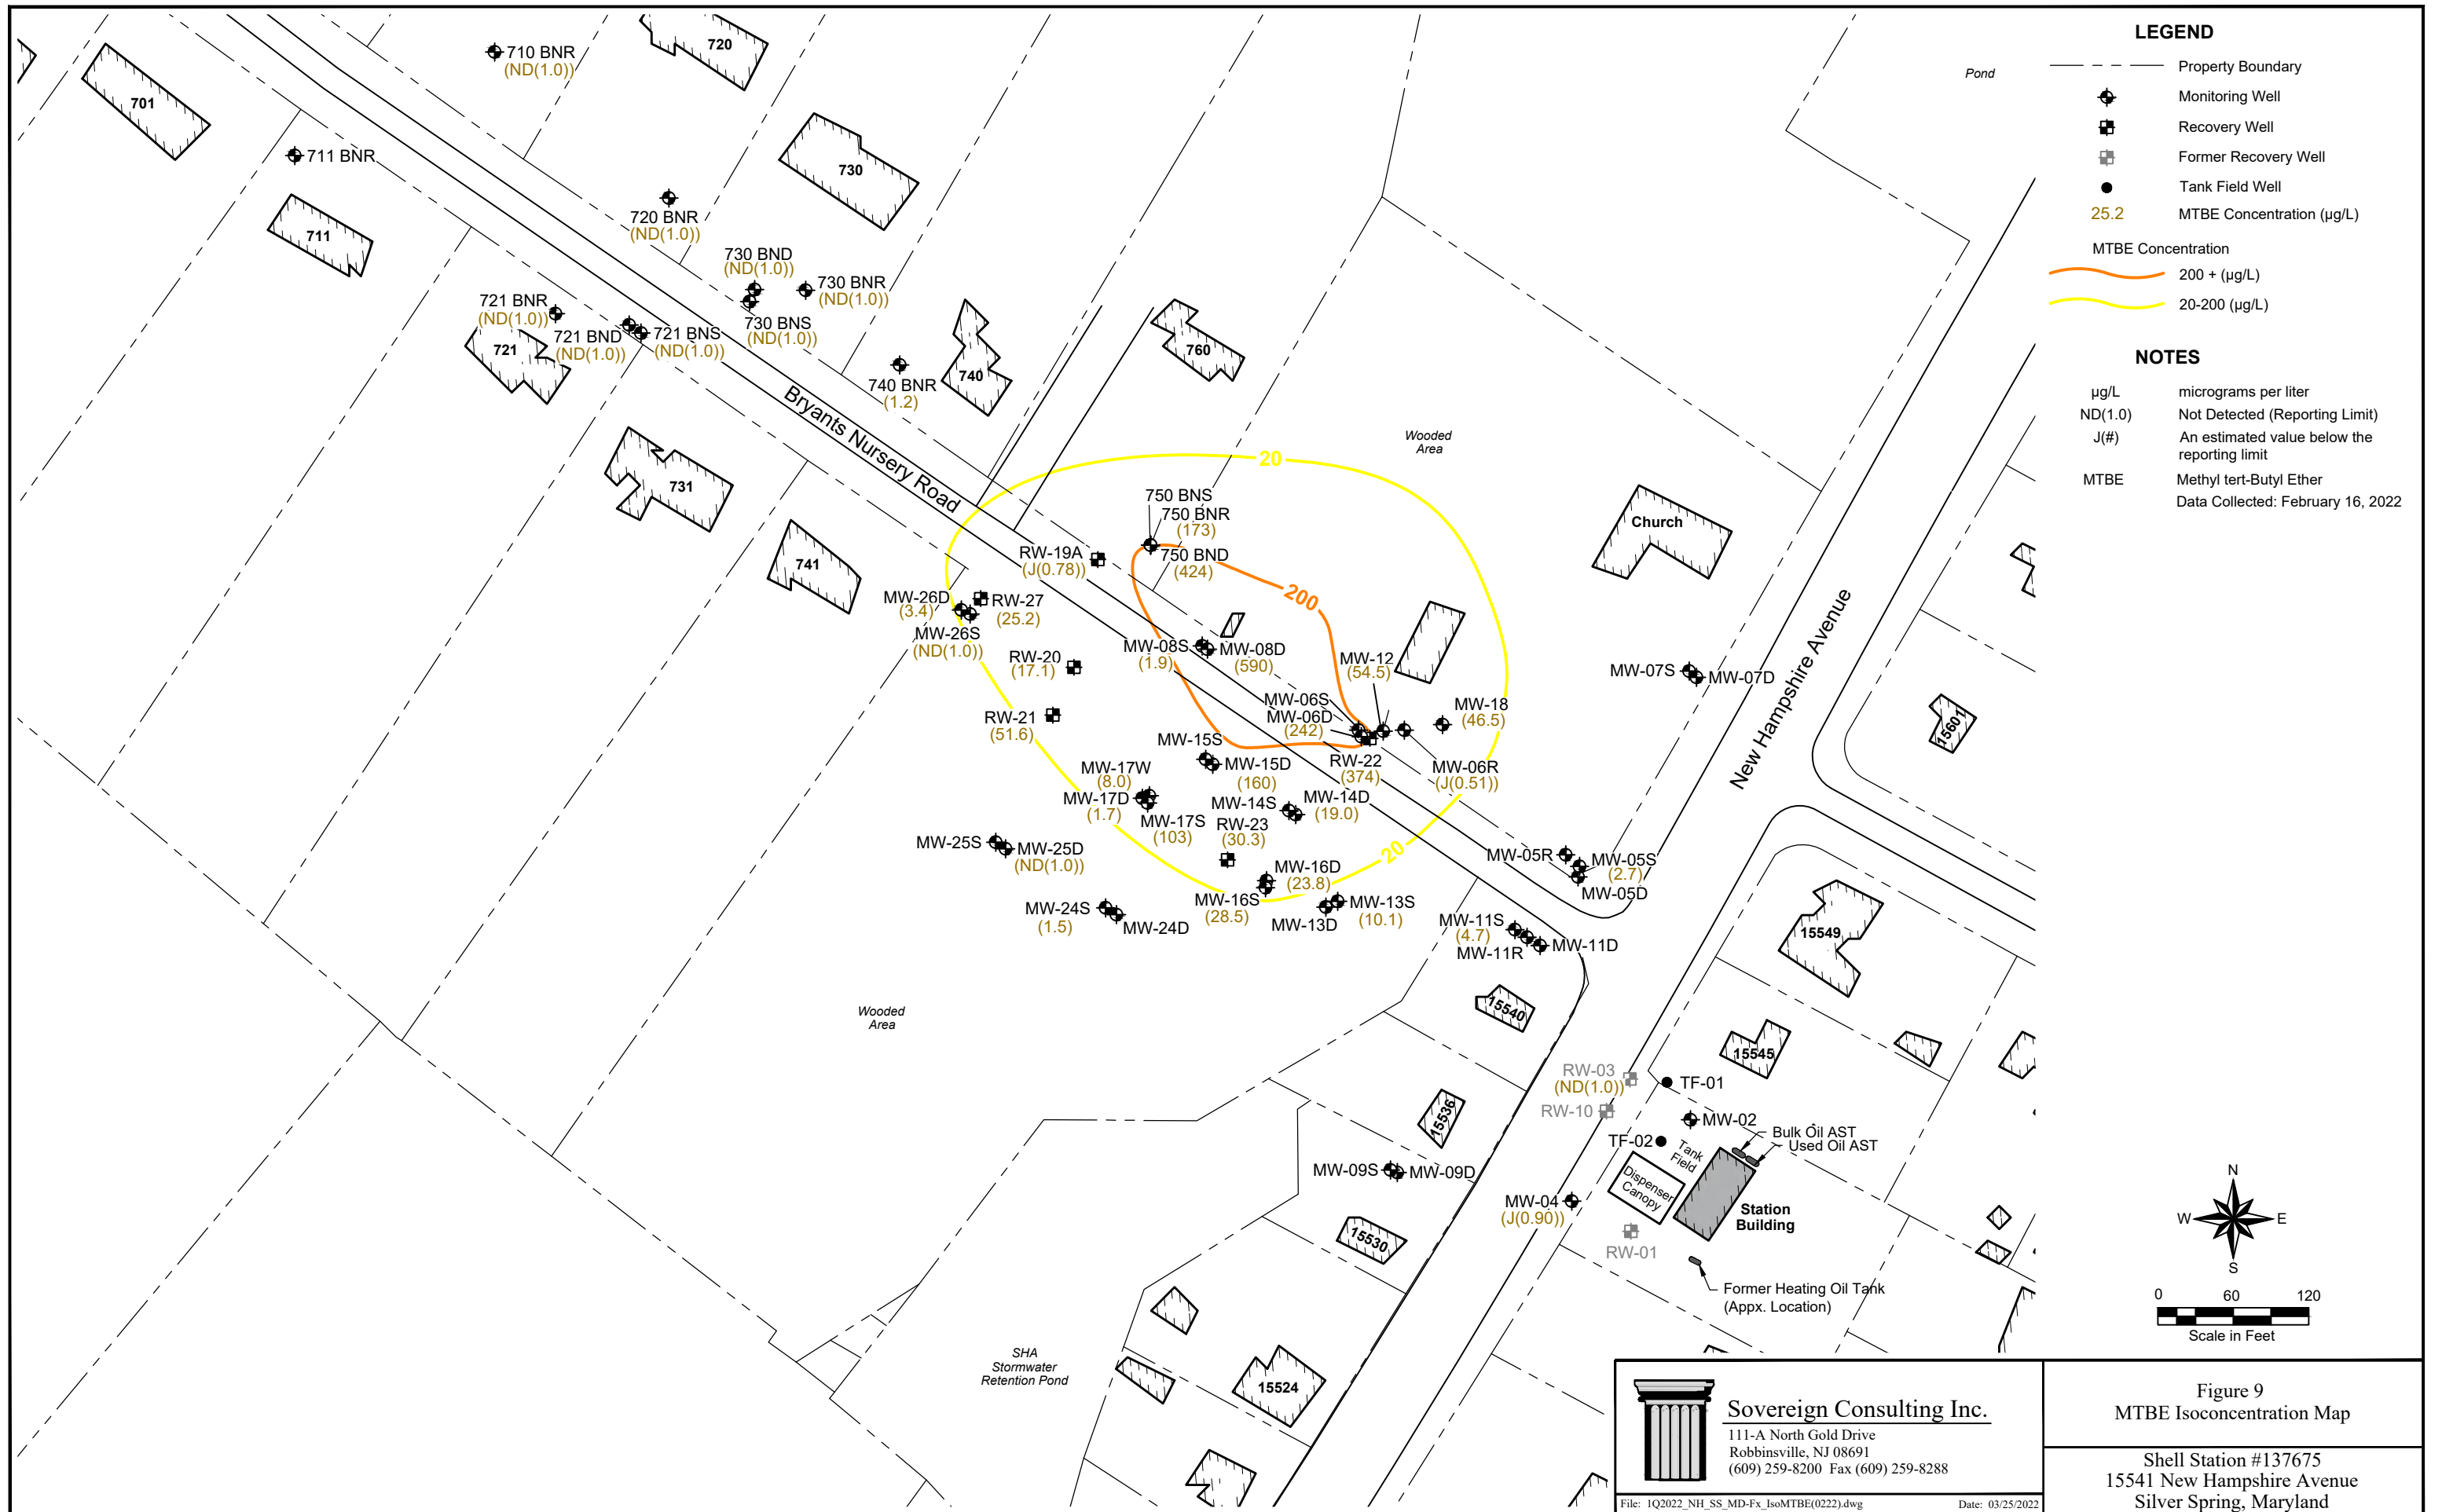 710 BNR
(ND(1.0))
720
701
730
711 BNR
711
720 BNR
(ND(1.0))
730 BND
(ND(1.0))
730 BNR
(ND(1.0))
730 BNS
(ND(1.0))
721 BNR
(ND(1.0))
721 BND
(ND(1.0))
721 BNS
(ND(1.0))
721
740 BNR
(1.2)
740
760
Bryants Nursery Road
Wooded
Area
Pond
731
741
20
750 BNS
750 BNR
(173)
750 BND
(424)
RW-19A
(J(0.78))
200
Church
MW-26D
(3.4)
RW-27
(25.2)
MW-26S
(ND(1.0))
RW-20
(17.1)
MW-08S
(1.9)
MW-08D
(590)
MW-12
(54.5)
MW-07S
MW-07D
New Hampshire Avenue
15601
RW-21
(51.6)
MW-06S
MW-06D
(242)
MW-18
(46.5)
MW-15S
MW-15D
(160)
RW-22
(374)
MW-06R
(J(0.51))
MW-17W
(8.0)
MW-17D
(1.7)
MW-17S
(103)
MW-14S
MW-14D
(19.0)
RW-23
(30.3)
MW-25S
MW-25D
(ND(1.0))
20
MW-16D
(23.8)
MW-16S
(28.5)
MW-13S
(10.1)
MW-13D
MW-24S
(1.5)
MW-24D
MW-05R
MW-05S
(2.7)
MW-05D
MW-11S
(4.7)
MW-11R
MW-11D
15549
15540
15545
Wooded
Area
RW-03
(ND(1.0))
TF-01
RW-10
MW-02
TF-02
Tank
Field
Bulk Oil AST
Used Oil AST
Dispenser
Canopy
Station
Building
15536
MW-09S
MW-09D
MW-04
(J(0.90))
RW-01
15530
Former Heating Oil Tank
(Appx. Location)
SHA
Stormwater
Retention Pond
15524
LEGEND
Property Boundary
Monitoring Well
Recovery Well
Former Recovery Well
Tank Field Well
25.2 MTBE Concentration (µg/L)
MTBE Concentration
200 + (µg/L)
20-200 (µg/L)
NOTES
µg/L micrograms per liter
ND(1.0) Not Detected (Reporting Limit)
J(#) An estimated value below the
reporting limit
MTBE Methyl tert-Butyl Ether
Data Collected: February 16, 2022
N
W E
S
0 60 120
Scale in Feet
Sovereign Consulting Inc.
111-A North Gold Drive
Robbinsville, NJ 08691
(609) 259-8200 Fax (609) 259-8288
File: 1Q2022_NH_SS_MD-Fx_IsoMTBE(0222).dwg Date: 03/25/2022
Figure 9
MTBE Isoconcentration Map
Shell Station #137675
15541 New Hampshire Avenue
Silver Spring, Maryland